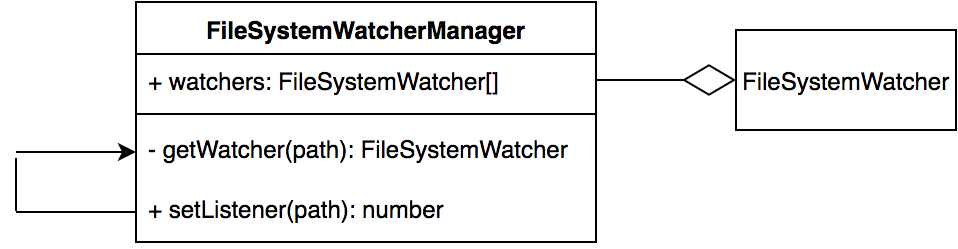 FileSystemWatcherManager
+ watchers: FileSystemWatcher[]
FileSystemWatcher
- getWatcher(path): FileSystemWatcher
+ setListener(path): number